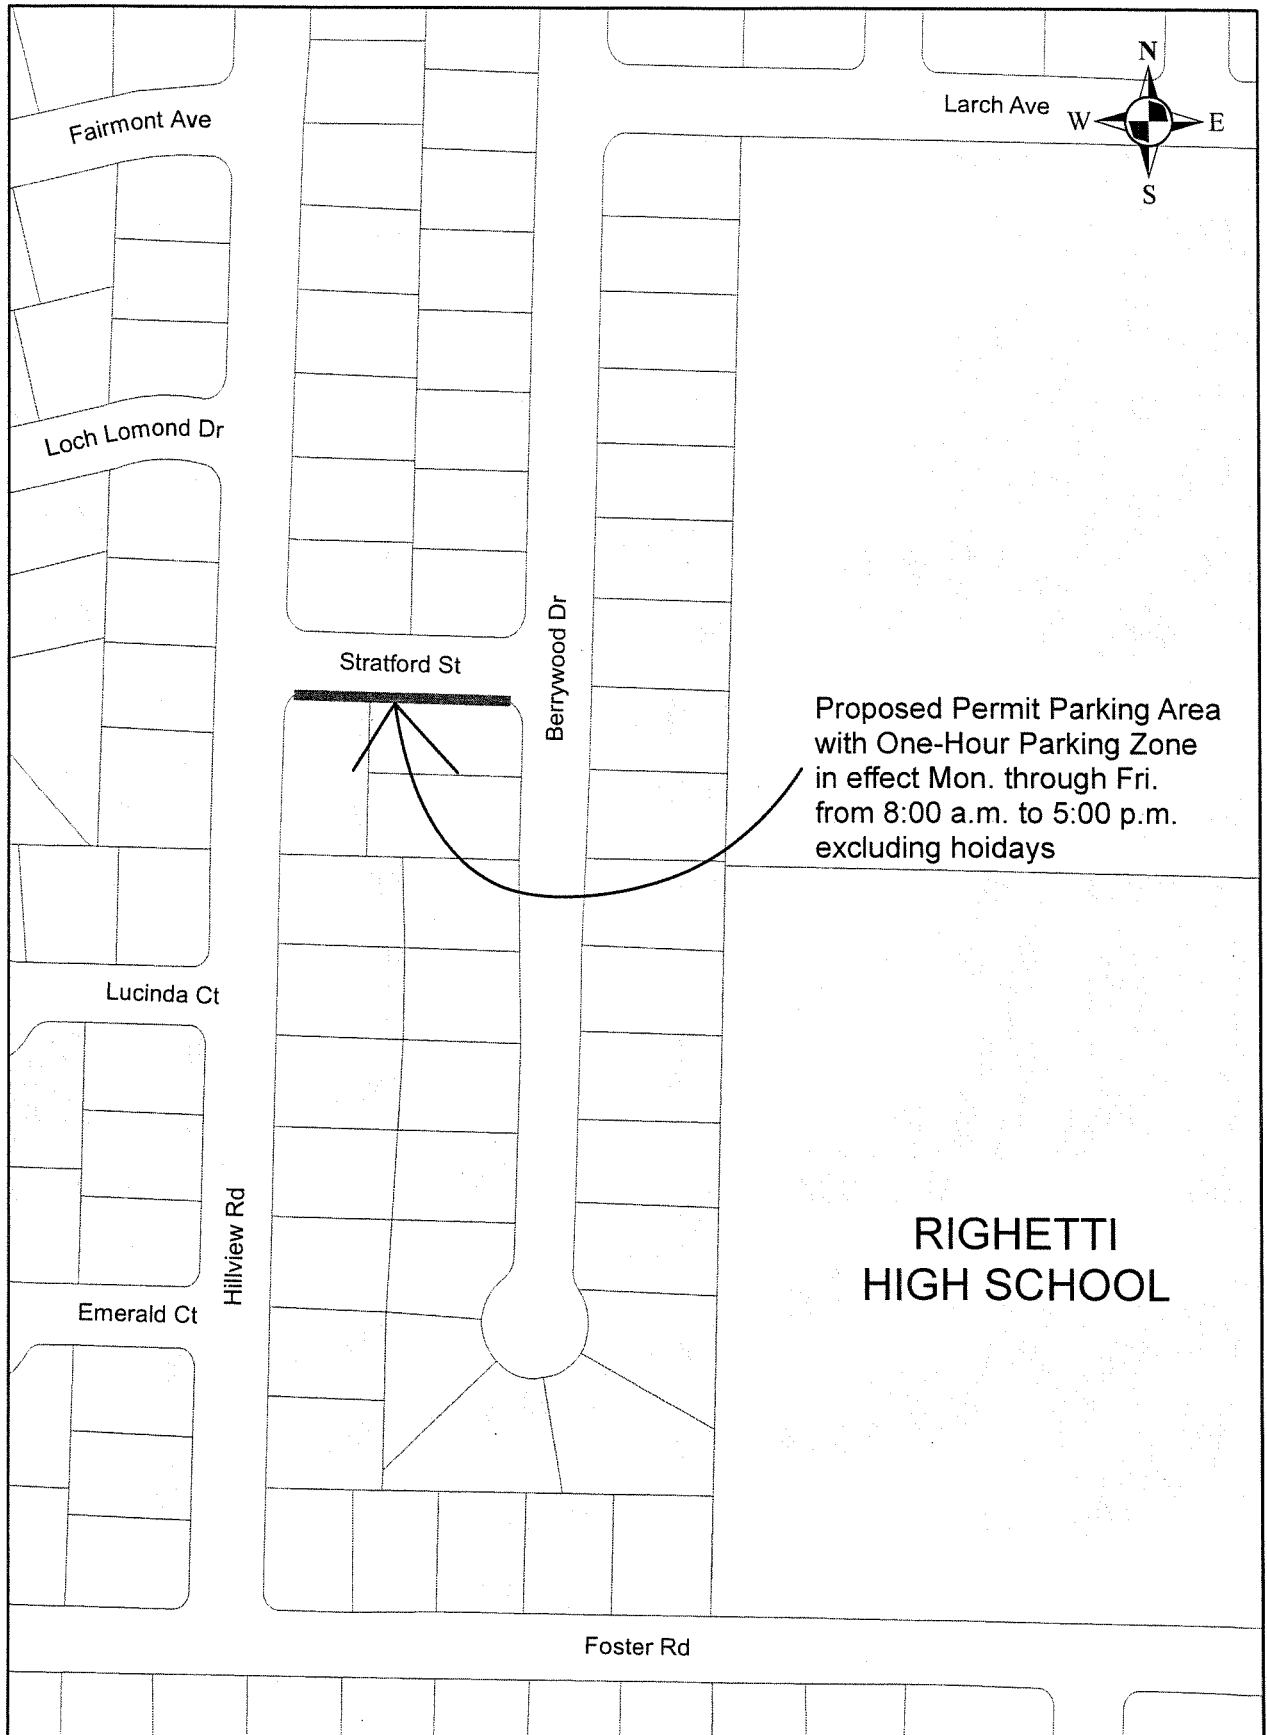 N
Larch Ave
W
E
S
Fairmont Ave
Loch Lomond Dr
Stratford St
Berrywood Dr
Proposed Permit Parking Area
with One-Hour Parking Zone
in effect Mon. through Fri.
from 8:00 a.m. to 5:00 p.m.
excluding hoidays
Lucinda Ct
Hillview Rd
RIGHETTI
HIGH SCHOOL
Emerald Ct
Foster Rd